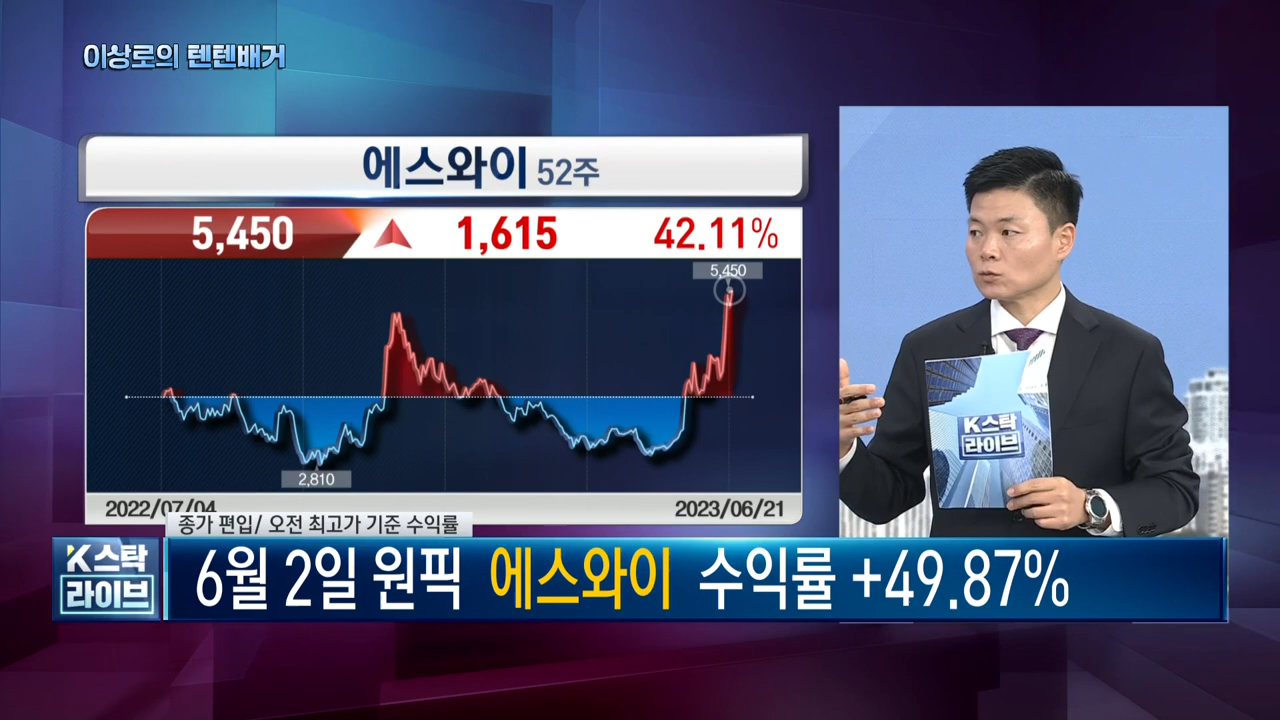 이상로의 텐텐배거
에스와이 52주
5,450 1,615 42.11%
5,450
2,810
2022/07/04 2023/06/21
종가 편입/ 오전 최고가 기준 수익률
K스탁
라이브
6월 2일 원픽 에스와이 수익률 +49.87%
K스탁
라이브